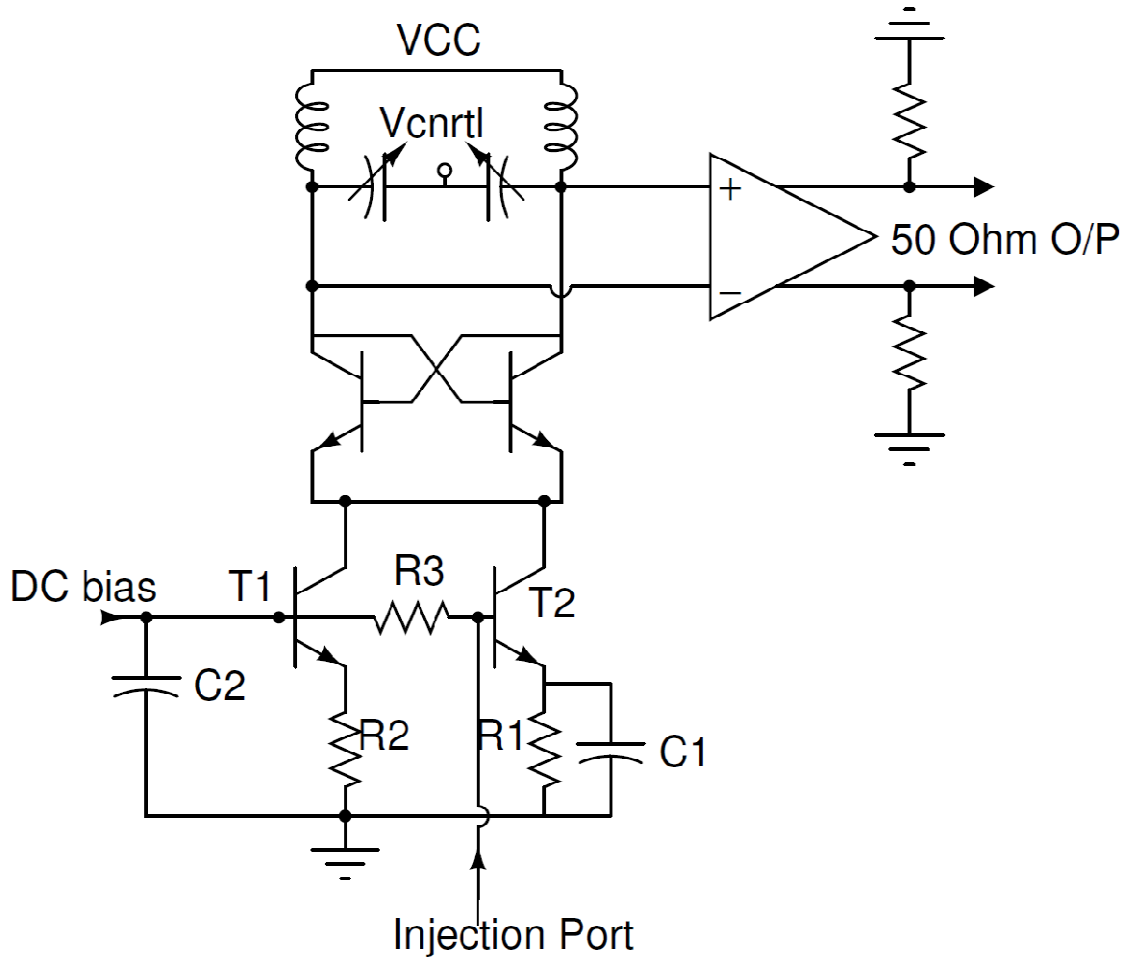 VCC
Vcnrtl
+
50 Ohm O/P
−
DC bias
T1
R3
T2
C2
R2
R1
C1
Injection Port